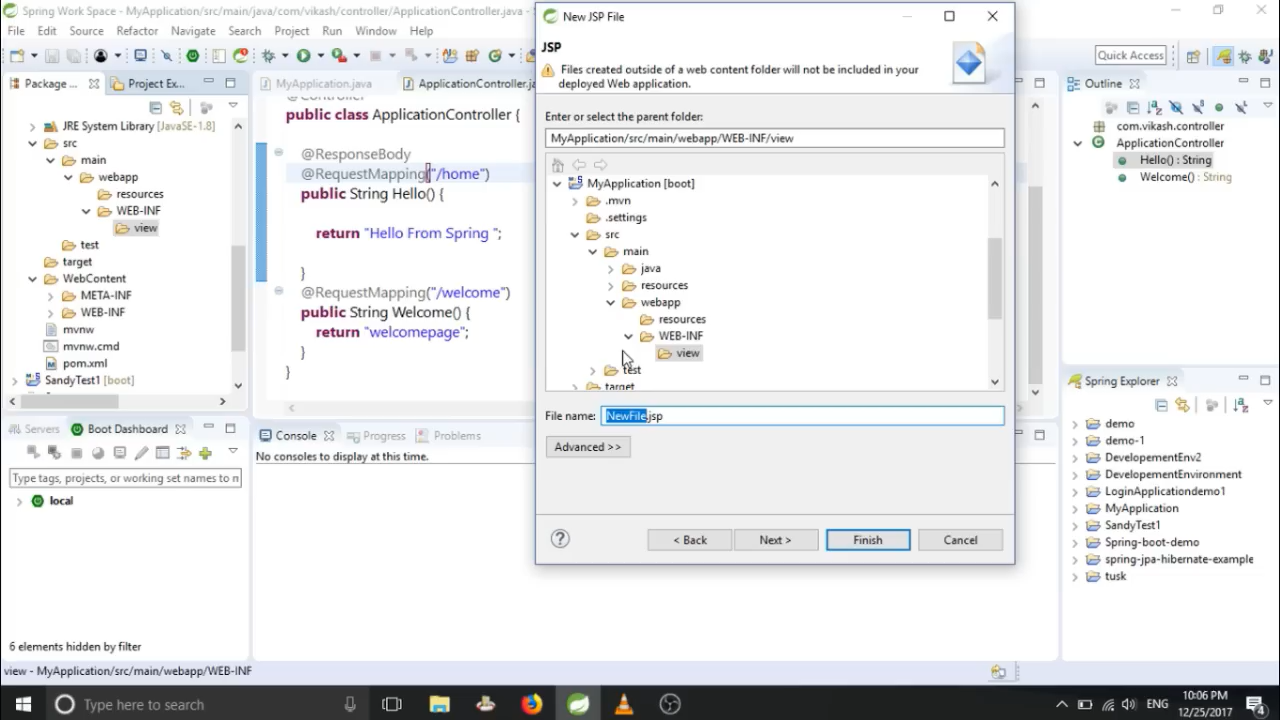 Spring Work Space - MyApplication/src/main/java/com/vikash/controller/ApplicationController.java -
File Edit Source Refactor Navigate Search Project Run Window Help
Quick Access
Package ... Project Ex...
JRE System Library [JavaSE-1.8]
src
main
webapp
resources
WEB-INF
view
test
target
WebContent
META-INF
WEB-INF
mvnw
mvnw.cmd
pom.xml
SandyTest1 [boot]
Servers Boot Dashboard
Type tags, projects, or working set names to m
local
6 elements hidden by filter
view - MyApplication/src/main/webapp/WEB-INF
MyApplication.java ApplicationController.ja
@Controller
public class ApplicationController {
@ResponseBody
@RequestMapping("/home")
public String Hello() {
return "Hello From Spring ";
}
@RequestMapping("/welcome")
public String Welcome() {
return "welcomepage";
}
}
Console Progress Problems
No consoles to display at this time.
New JSP File
JSP
Files created outside of a web content folder will not be included in your
deployed Web application.
Enter or select the parent folder:
MyApplication/src/main/webapp/WEB-INF/view
MyApplication [boot]
.mvn
.settings
src
main
java
resources
webapp
resources
WEB-INF
view
test
target
File name: NewFile.jsp
Advanced >>
? < Back Next > Finish Cancel
Outline
com.vikash.controller
ApplicationController
Hello() : String
Welcome() : String
Spring Explorer
demo
demo-1
DevelopementEnv2
DevelopementEnvironment
LoginApplicationdemo1
MyApplication
SandyTest1
Spring-boot-demo
spring-jpa-hibernate-example
tusk
Type here to search
ENG
10:06 PM
12/25/2017
4